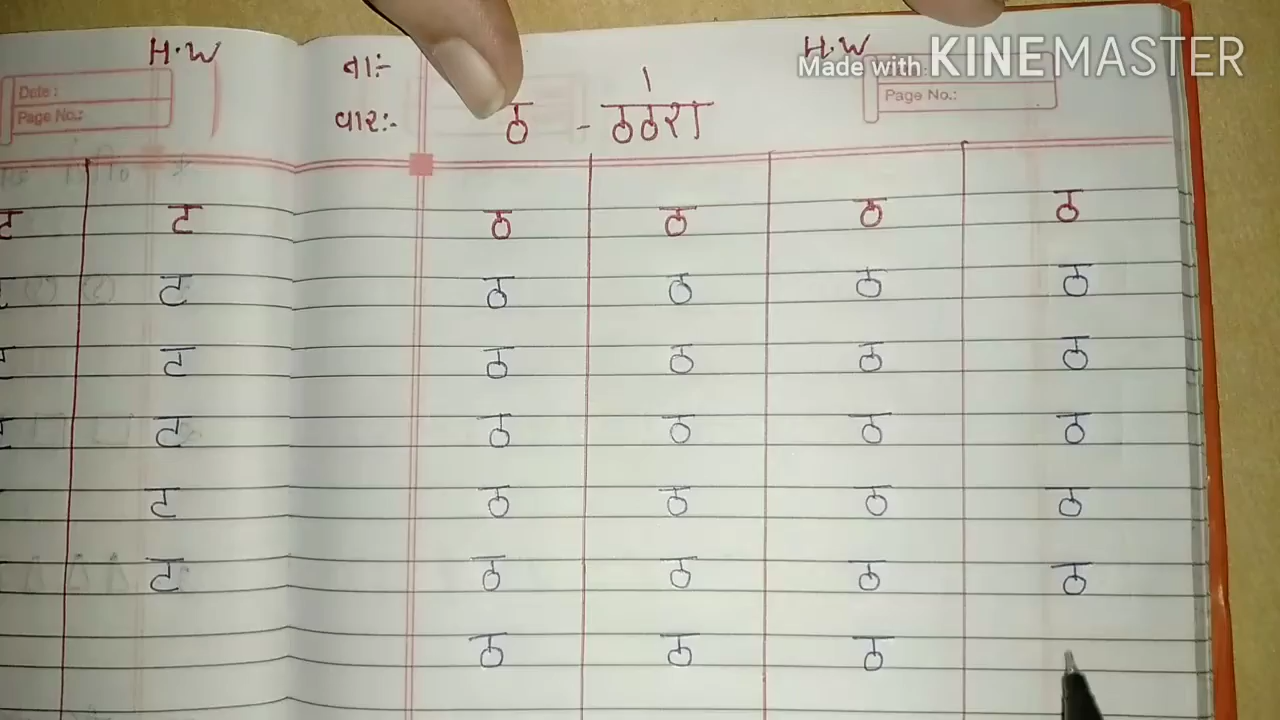 H.W
Date :
Page No.:
ट ट
ट
ट
ट
ट
ट
તા:-
વાર:-
ठ - ठठेरा
H.W
Made with KINEMASTER
Page No.:
ठ ठ ठ ठ
ठ ठ ठ ठ
ठ ठ ठ ठ
ठ ठ ठ ठ
ठ ठ ठ ठ
ठ ठ ठ ठ
ठ ठ ठ